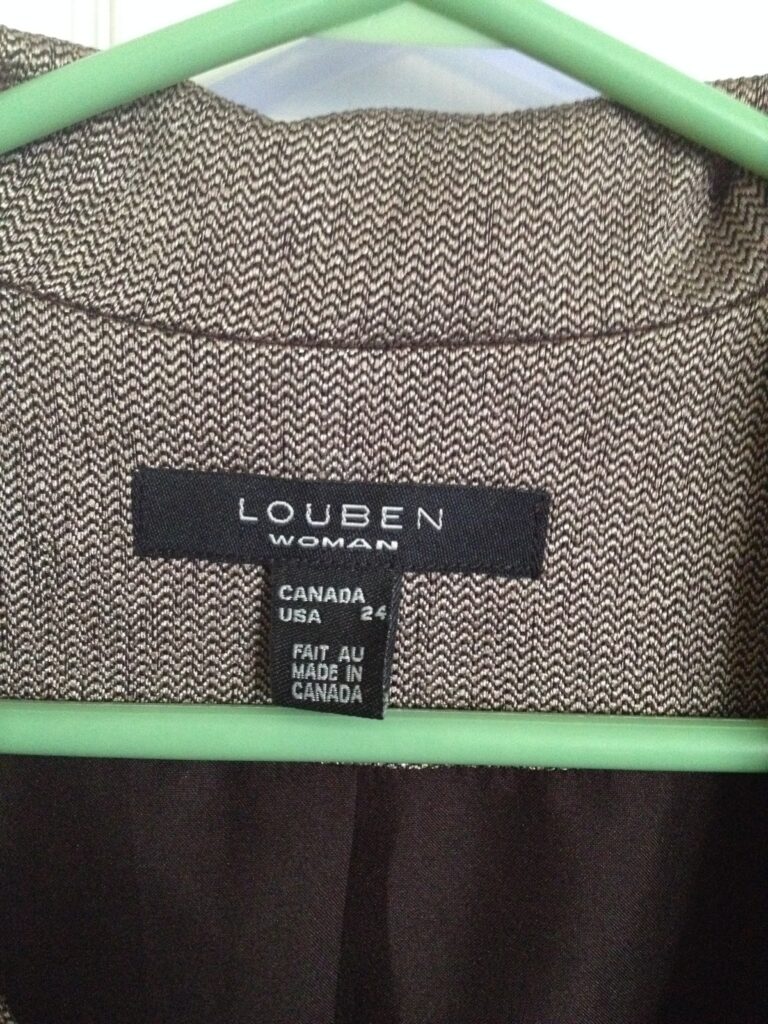 LOUBEN
WOMAN
CANADA
USA 24
FAIT AU
MADE IN
CANADA